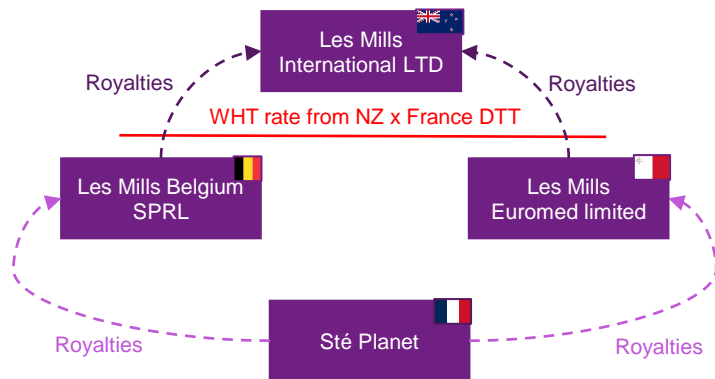 Les Mills
International LTD
Royalties
Royalties
WHT rate from NZ x France DTT
Les Mills Belgium
SPRL
Les Mills
Euromed limited
Sté Planet
Royalties
Royalties